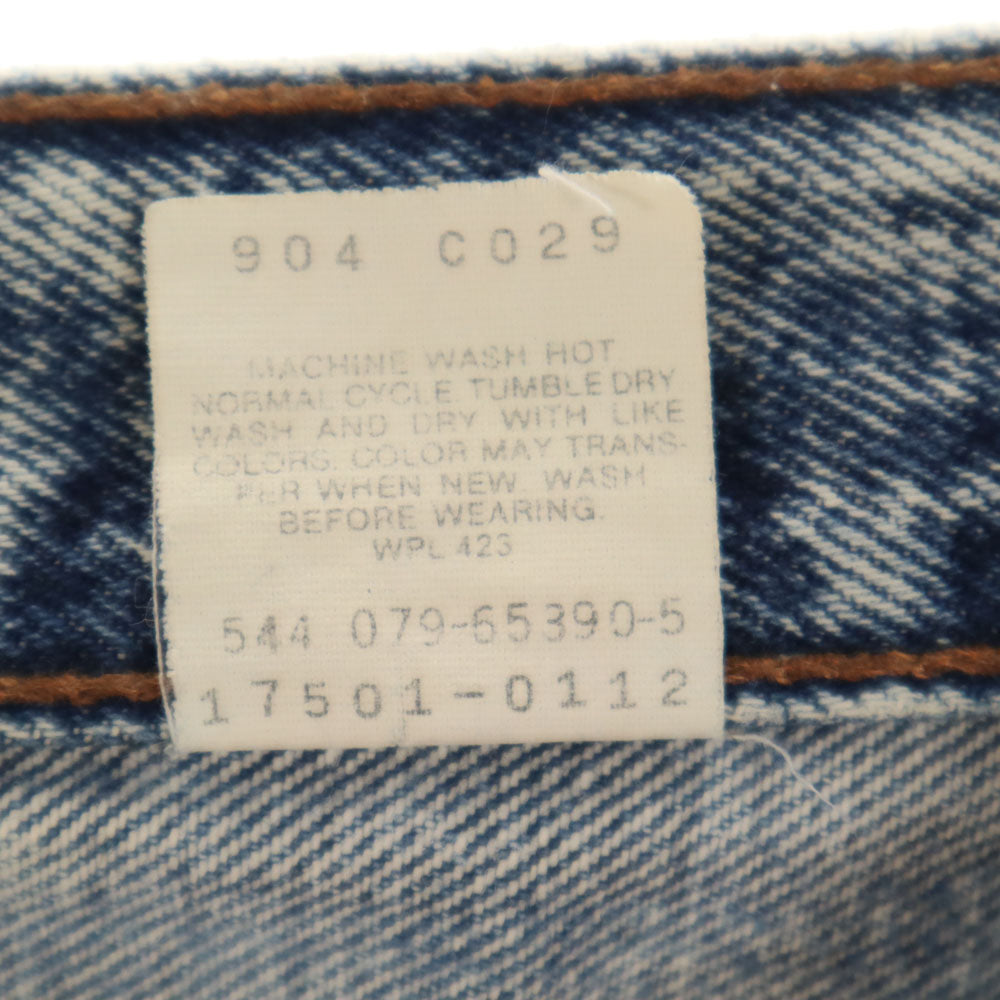 904 C029
MACHINE WASH HOT.
NORMAL CYCLE. TUMBLE DRY
WASH AND DRY WITH LIKE
COLORS. COLOR MAY TRANS-
FER WHEN NEW. WASH
BEFORE WEARING.
WPL 423
544 079-65390-5
17501-0112